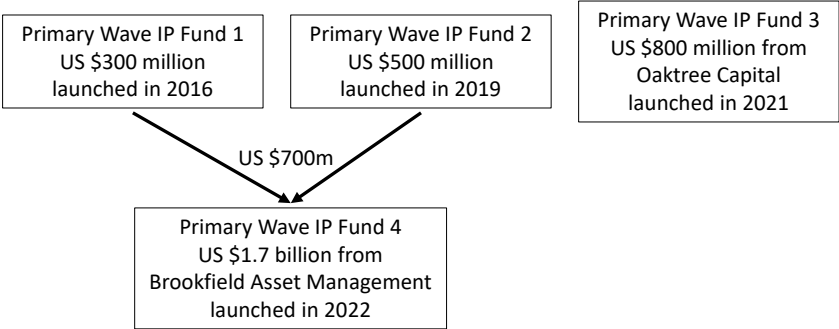 Primary Wave IP Fund 1
US $300 million
launched in 2016
Primary Wave IP Fund 2
US $500 million
launched in 2019
Primary Wave IP Fund 3
US $800 million from
Oaktree Capital
launched in 2021
US $700m
Primary Wave IP Fund 4
US $1.7 billion from
Brookfield Asset Management
launched in 2022